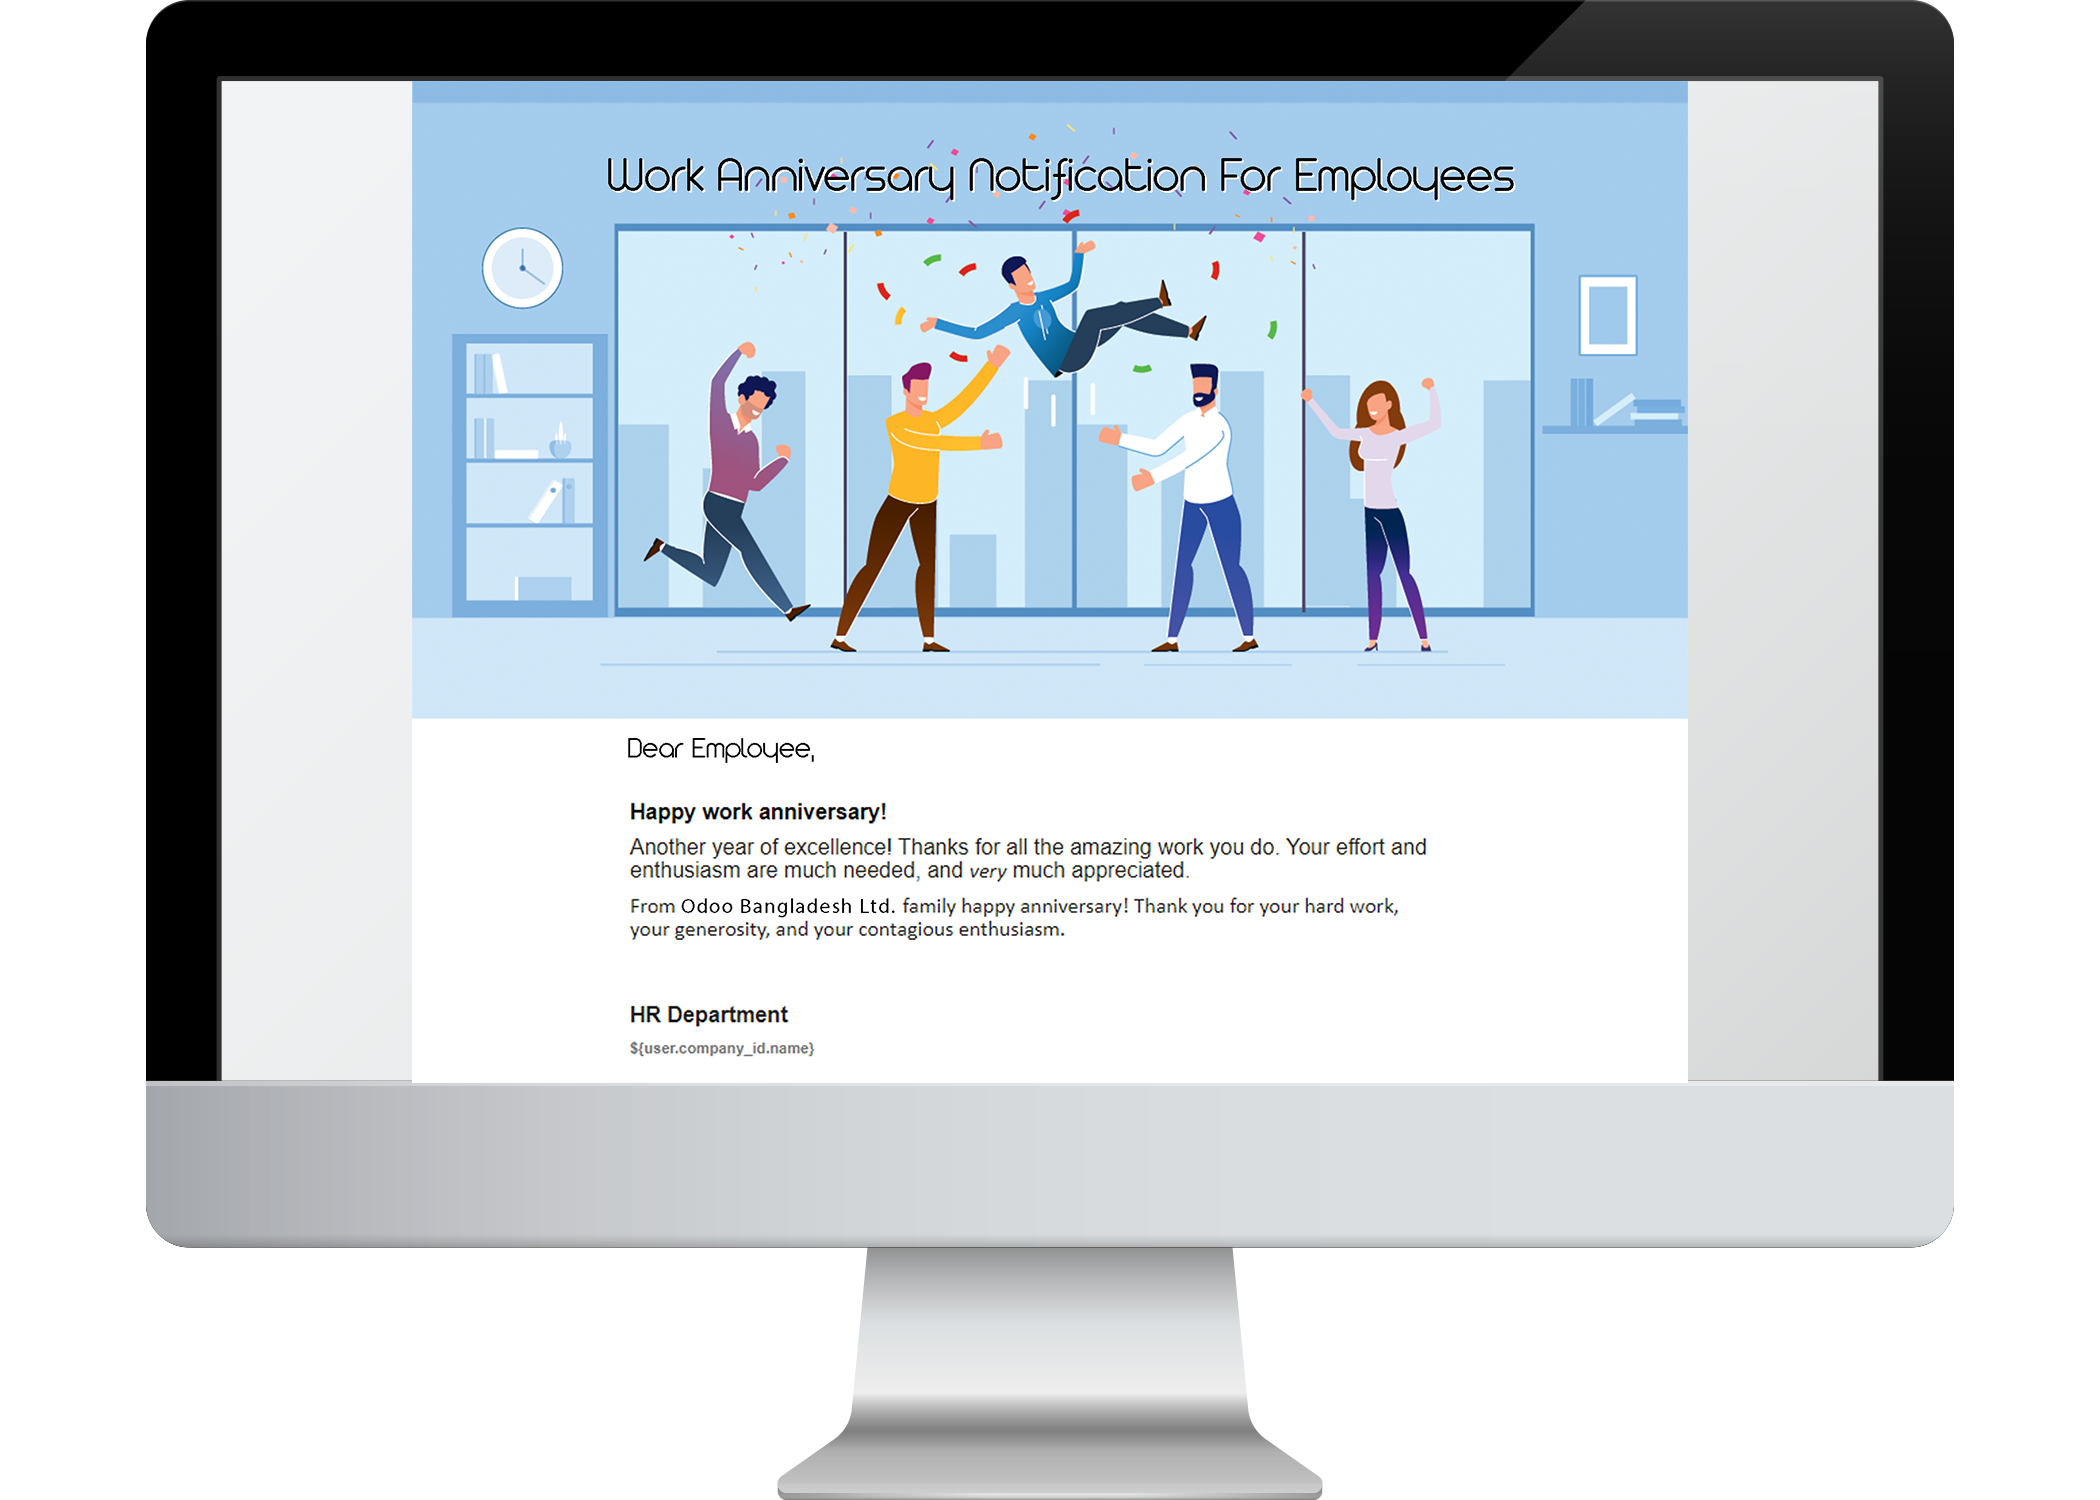 Work Anniversary Notification For Employees
Dear Employee,
Happy work anniversary!
Another year of excellence! Thanks for all the amazing work you do. Your effort and
enthusiasm are much needed, and very much appreciated.
From Odoo Bangladesh Ltd. family happy anniversary! Thank you for your hard work,
your generosity, and your contagious enthusiasm.
HR Department
${user.company_id.name}